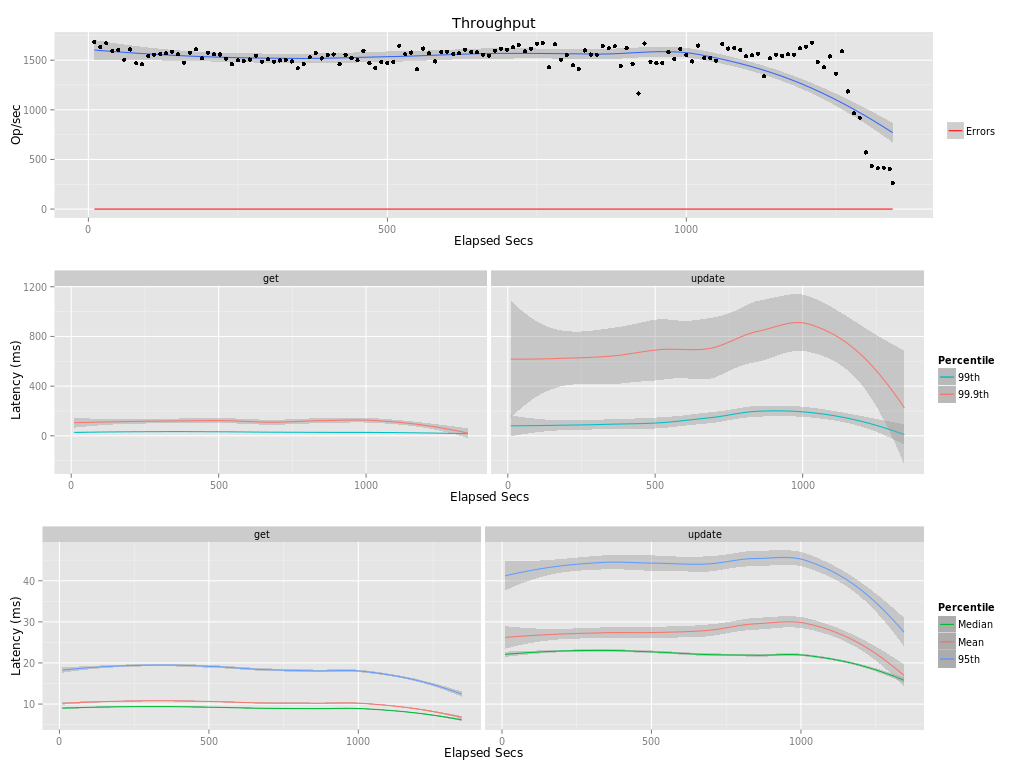 Throughput
Op/sec
1500
1000
500
0
0 500 1000
Elapsed Secs
Errors
get update
Latency (ms)
1200
800
400
0
0 500 1000 0 500 1000
Elapsed Secs
Percentile
99th
99.9th
get update
Latency (ms)
40
30
20
10
0 500 1000 0 500 1000
Elapsed Secs
Percentile
Median
Mean
95th